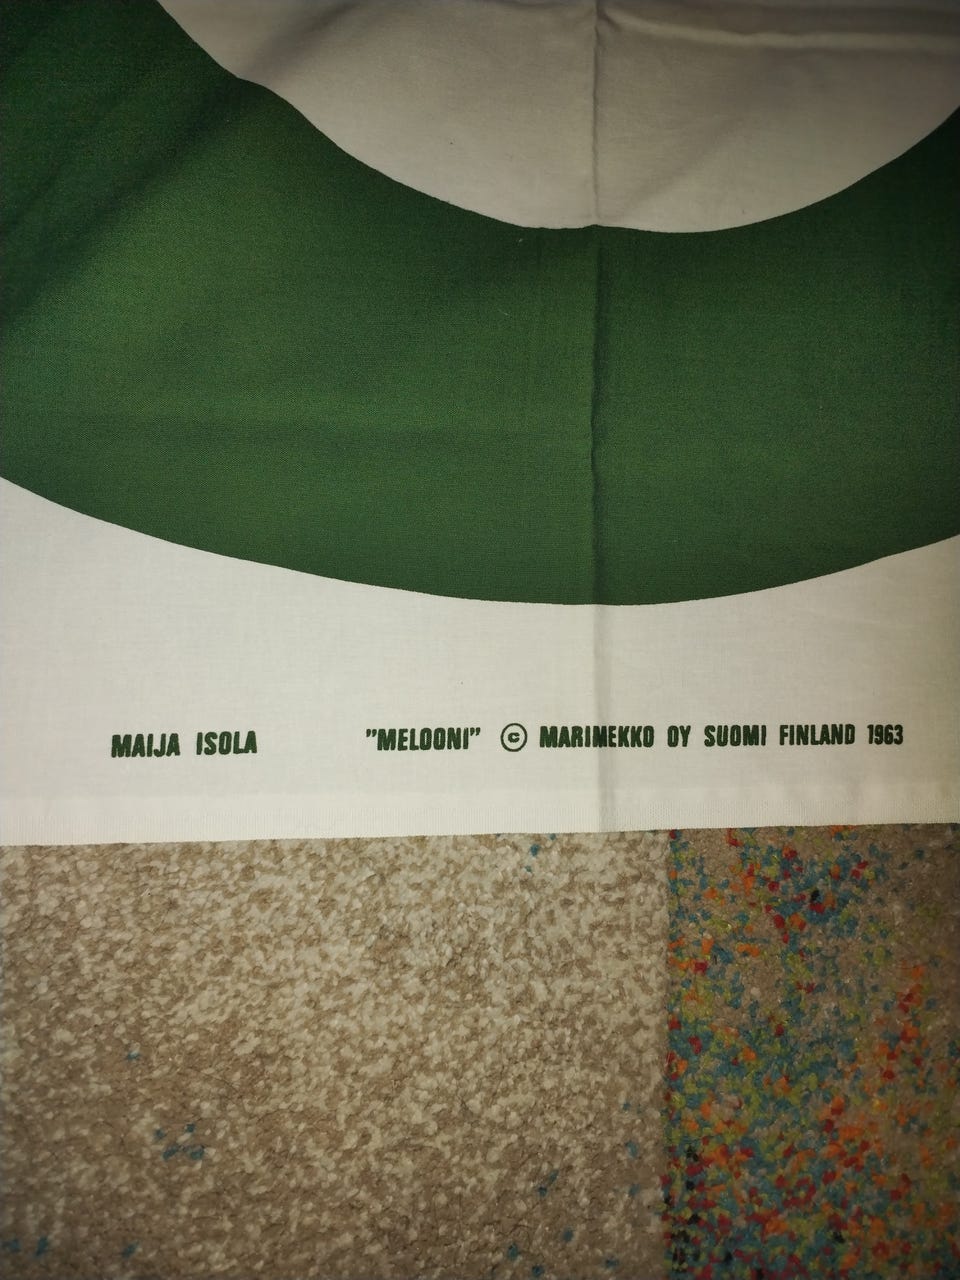 MAIJA ISOLA "MELOONI" © MARIMEKKO OY SUOMI FINLAND 1963